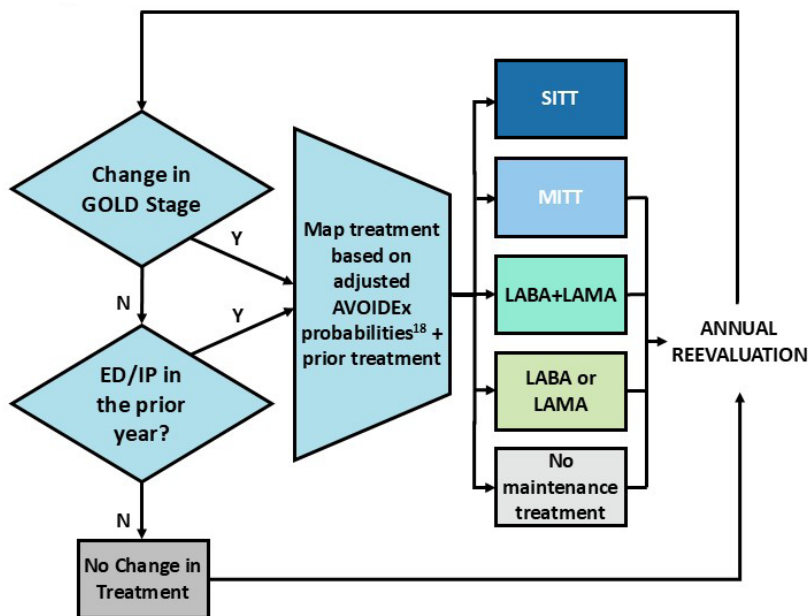 Change in
GOLD Stage
Y
N
Y
ED/IP in
the prior
year?
N
No Change in
Treatment
Map treatment
based on
adjusted
AVOIDEx
probabilities¹⁸ +
prior treatment
SITT
MITT
LABA+LAMA
LABA or
LAMA
No
maintenance
treatment
ANNUAL
REEVALUATION